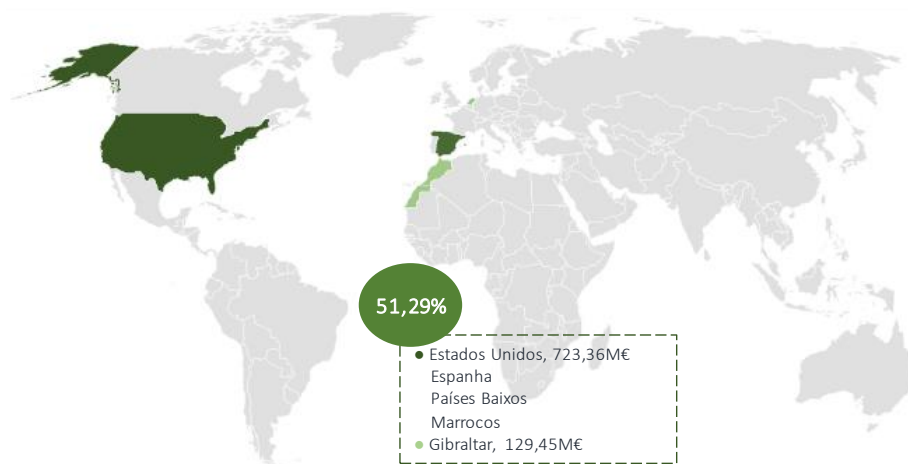 51,29%
Estados Unidos, 723,36M€
Espanha
Países Baixos
Marrocos
Gibraltar, 129,45M€